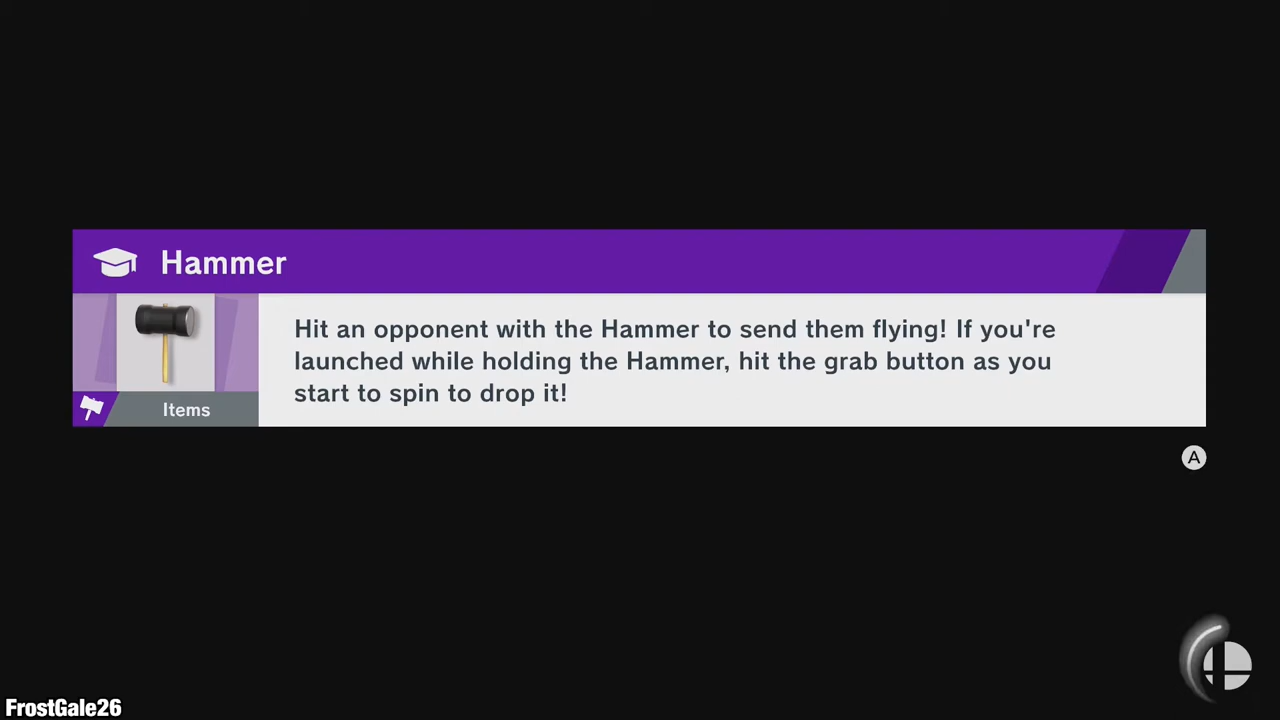 Hammer
Hit an opponent with the Hammer to send them flying! If you're
launched while holding the Hammer, hit the grab button as you
start to spin to drop it!
Items
A
FrostGale26